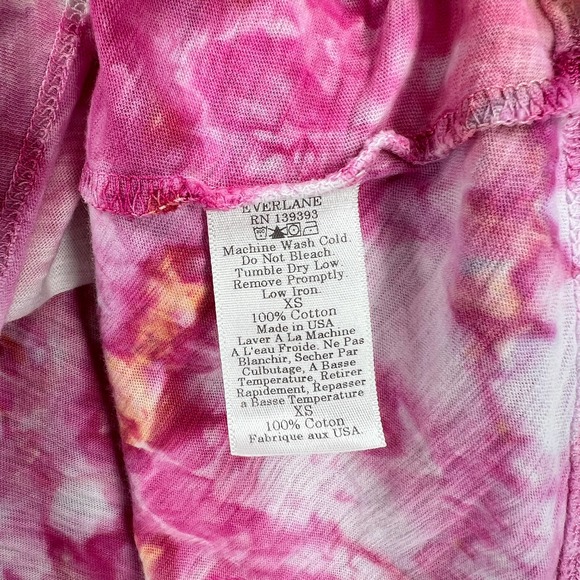 EVERLANE
RN 139393
Machine Wash Cold.
Do Not Bleach.
Tumble Dry Low.
Remove Promptly.
Low Iron.
XS
100% Cotton
Made in USA
Laver A La Machine
A L'eau Froide. Ne Pas
Blanchir, Secher Par
Culbutage, A Basse
Temperature, Retirer
Rapidement, Repasser
a Basse Temperature
XS
100% Coton
Fabrique aux USA.